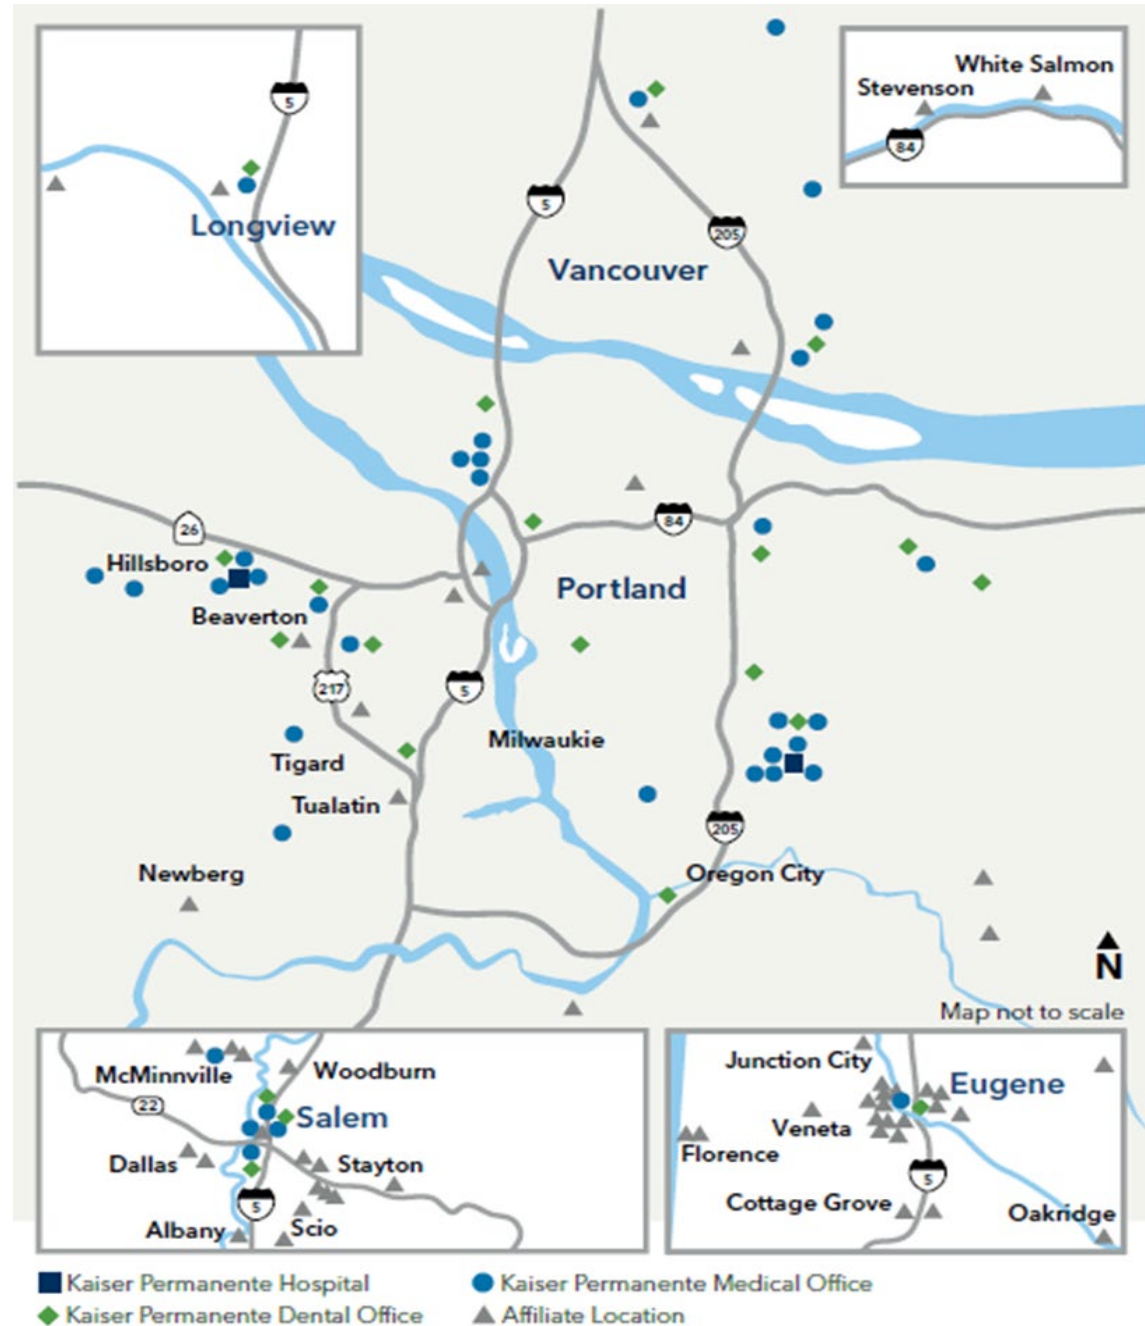 5
Longview
White Salmon
Stevenson
84
5
205
Vancouver
26
84
Hillsboro
Portland
Beaverton
217
5
Milwaukie
Tigard
Tualatin
205
Newberg
Oregon City
N
Map not to scale
McMinnville
Woodburn
22
Salem
Dallas
Stayton
5
Albany
Scio
Junction City
Eugene
Veneta
Florence
5
Cottage Grove
Oakridge
Kaiser Permanente Hospital
Kaiser Permanente Medical Office
Kaiser Permanente Dental Office
Affiliate Location